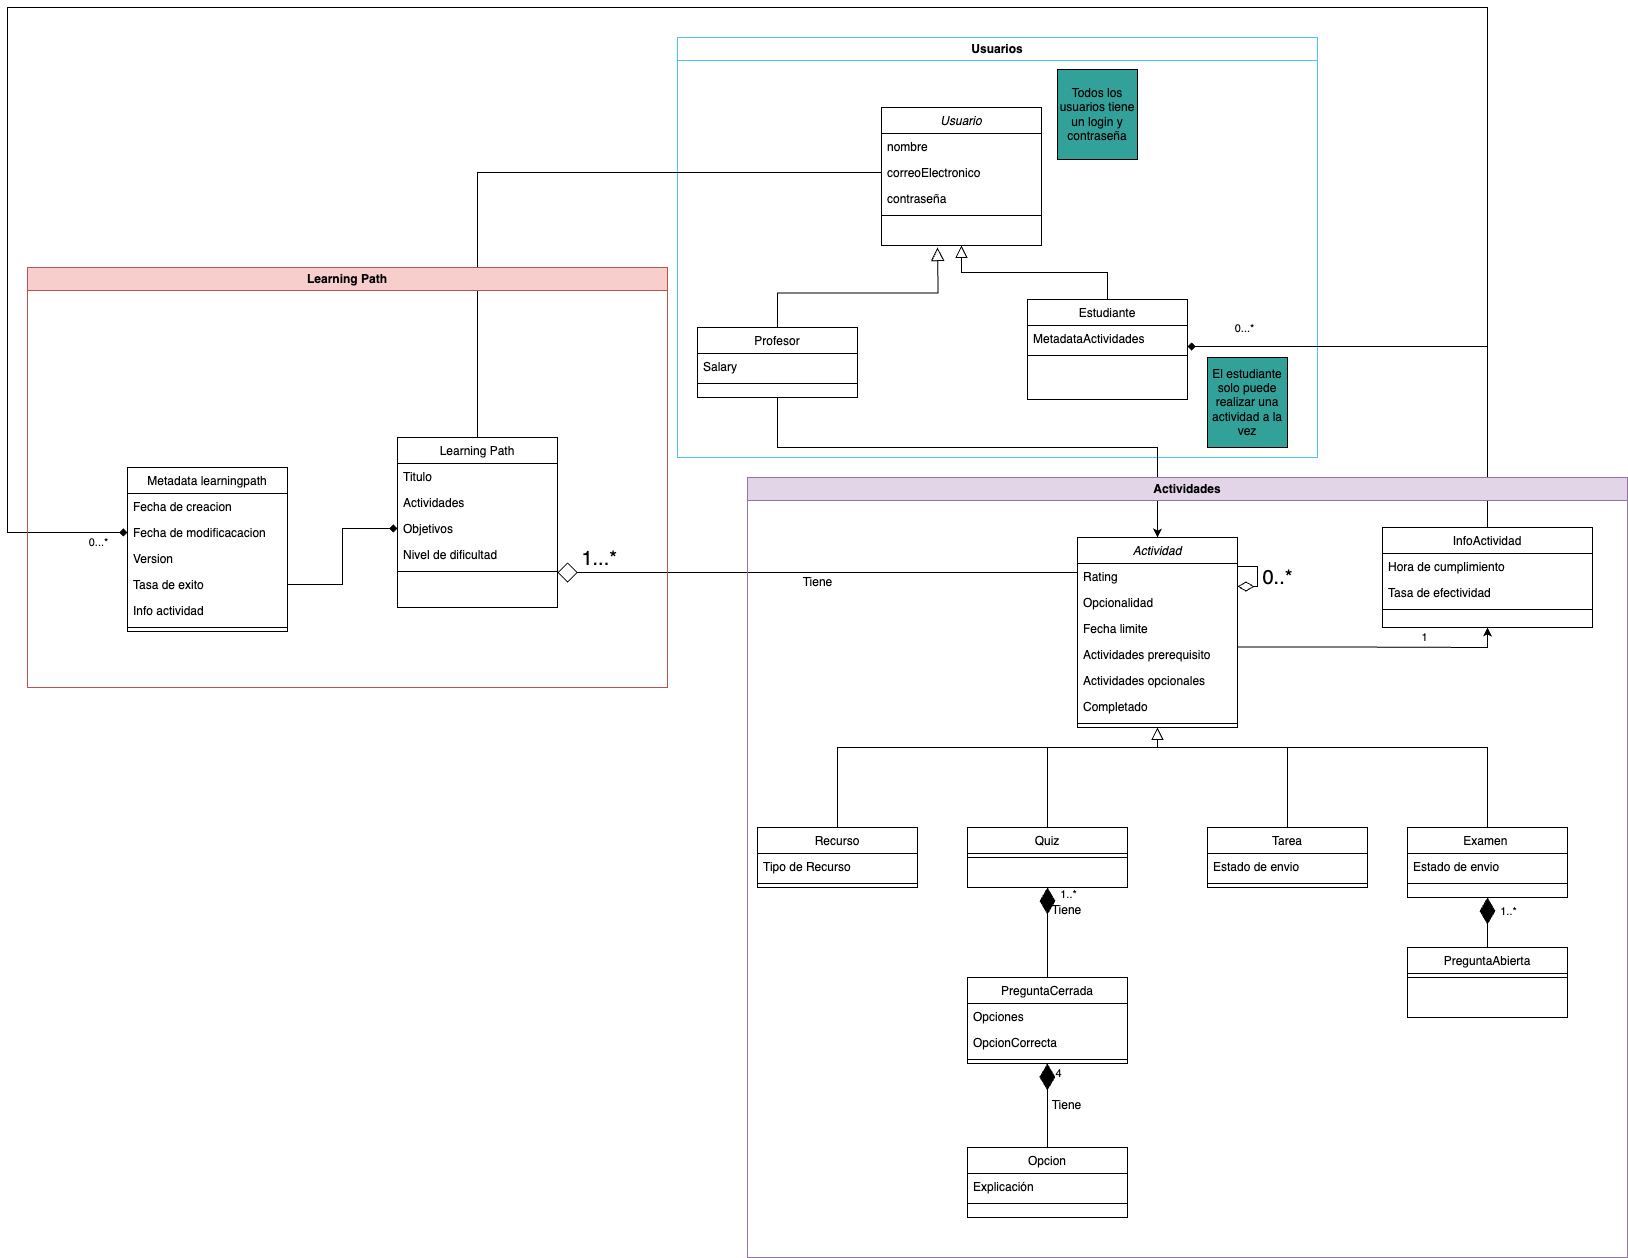 Usuarios
Todos los
usuarios tiene
un login y
contraseña
Usuario
nombre
correoElectronico
contraseña
Learning Path
Profesor
Salary
Estudiante
MetadataActividades
0...*
El estudiante
solo puede
realizar una
actividad a la
vez
Learning Path
Titulo
Actividades
Objetivos
Nivel de dificultad
Metadata learningpath
Fecha de creacion
Fecha de modificacacion
Version
Tasa de exito
Info actividad
0...*
1...*
Tiene
Actividades
Actividad
Rating
Opcionalidad
Fecha limite
Actividades prerequisito
Actividades opcionales
Completado
0..*
InfoActividad
Hora de cumplimiento
Tasa de efectividad
1
Recurso
Tipo de Recurso
Quiz
Tarea
Estado de envio
Examen
Estado de envio
1..*
Tiene
1..*
PreguntaCerrada
Opciones
OpcionCorrecta
PreguntaAbierta
4
Tiene
Opcion
Explicación